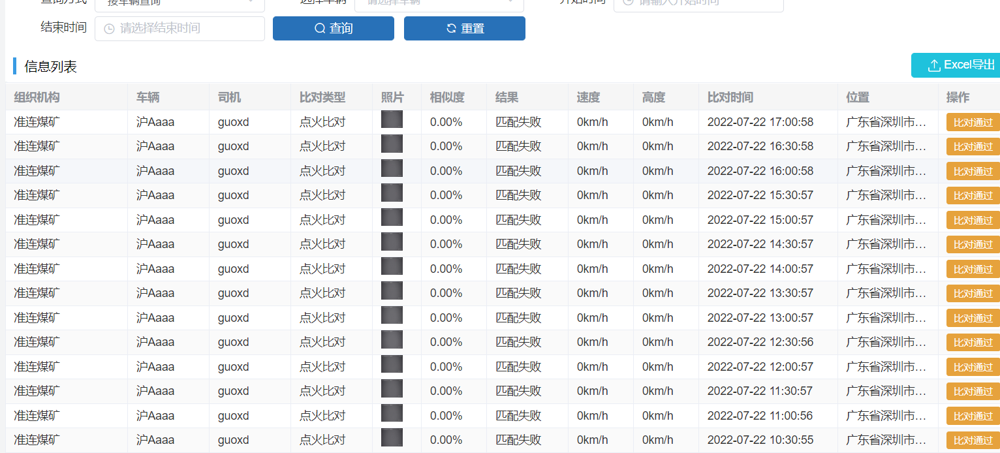 查询方式 按车辆查询 选择车辆 请选择车辆 开始时间 请输入开始时间
结束时间 请选择结束时间 查询 重置
信息列表 Excel导出
组织机构 车辆 司机 比对类型 照片 相似度 结果 速度 高度 比对时间 位置 操作
准连煤矿 沪Aaaa guoxd 点火比对 0.00% 匹配失败 0km/h 0km/h 2022-07-22 17:00:58 广东省深圳市… 比对通过
准连煤矿 沪Aaaa guoxd 点火比对 0.00% 匹配失败 0km/h 0km/h 2022-07-22 16:30:58 广东省深圳市… 比对通过
准连煤矿 沪Aaaa guoxd 点火比对 0.00% 匹配失败 0km/h 0km/h 2022-07-22 16:00:58 广东省深圳市… 比对通过
准连煤矿 沪Aaaa guoxd 点火比对 0.00% 匹配失败 0km/h 0km/h 2022-07-22 15:30:57 广东省深圳市… 比对通过
准连煤矿 沪Aaaa guoxd 点火比对 0.00% 匹配失败 0km/h 0km/h 2022-07-22 15:00:57 广东省深圳市… 比对通过
准连煤矿 沪Aaaa guoxd 点火比对 0.00% 匹配失败 0km/h 0km/h 2022-07-22 14:30:57 广东省深圳市… 比对通过
准连煤矿 沪Aaaa guoxd 点火比对 0.00% 匹配失败 0km/h 0km/h 2022-07-22 14:00:57 广东省深圳市… 比对通过
准连煤矿 沪Aaaa guoxd 点火比对 0.00% 匹配失败 0km/h 0km/h 2022-07-22 13:30:57 广东省深圳市… 比对通过
准连煤矿 沪Aaaa guoxd 点火比对 0.00% 匹配失败 0km/h 0km/h 2022-07-22 13:00:57 广东省深圳市… 比对通过
准连煤矿 沪Aaaa guoxd 点火比对 0.00% 匹配失败 0km/h 0km/h 2022-07-22 12:30:56 广东省深圳市… 比对通过
准连煤矿 沪Aaaa guoxd 点火比对 0.00% 匹配失败 0km/h 0km/h 2022-07-22 12:00:57 广东省深圳市… 比对通过
准连煤矿 沪Aaaa guoxd 点火比对 0.00% 匹配失败 0km/h 0km/h 2022-07-22 11:30:57 广东省深圳市… 比对通过
准连煤矿 沪Aaaa guoxd 点火比对 0.00% 匹配失败 0km/h 0km/h 2022-07-22 11:00:56 广东省深圳市… 比对通过
准连煤矿 沪Aaaa guoxd 点火比对 0.00% 匹配失败 0km/h 0km/h 2022-07-22 10:30:55 广东省深圳市… 比对通过